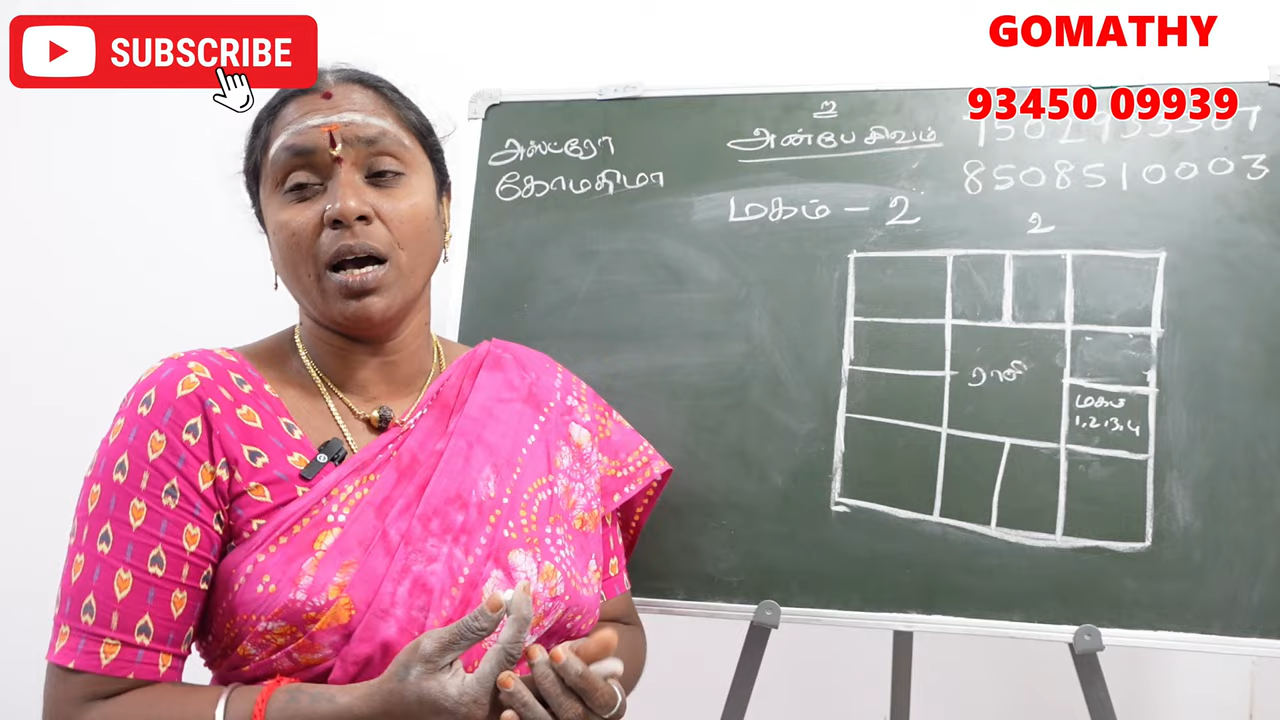 SUBSCRIBE
GOMATHY
93450 09939
உ
அன்பே சிவம்
அஸ்ட்ரோ
கோமதிமா
8508510003
மகம் - 2
2
ராசி
மகம்
1,2,3,4